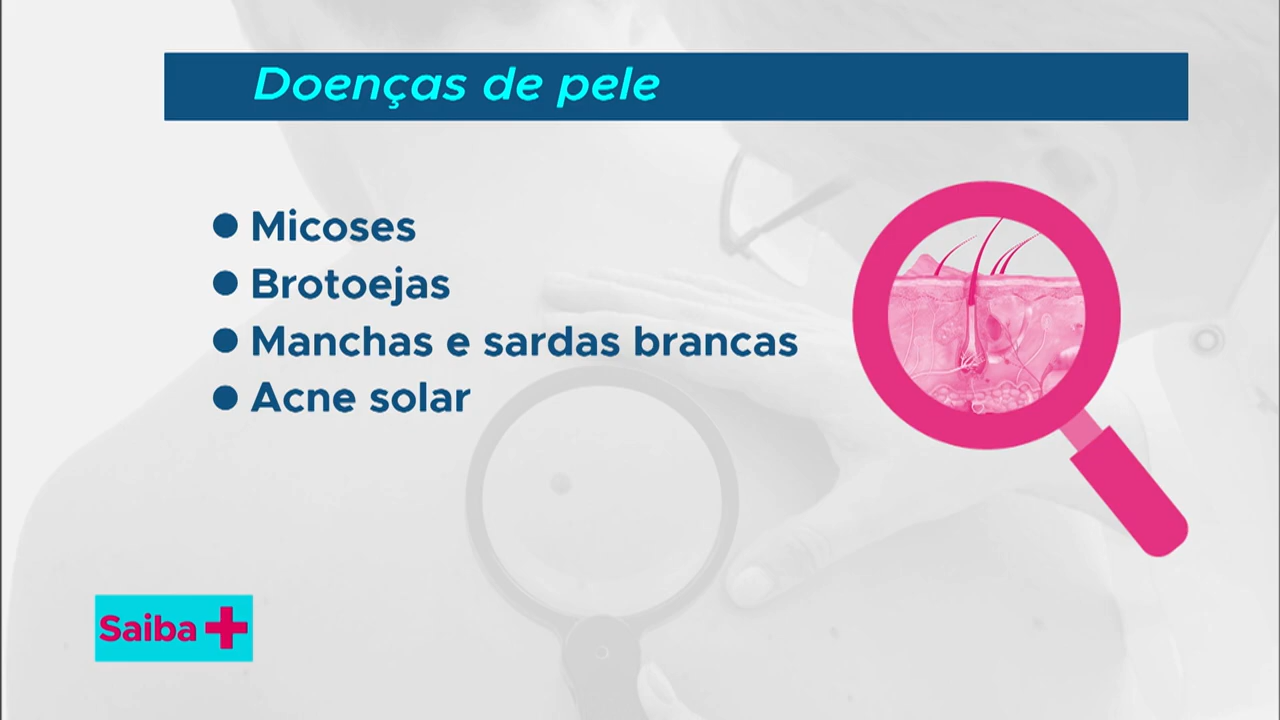 Doenças de pele
● Micoses
● Brotoejas
● Manchas e sardas brancas
● Acne solar
Saiba+